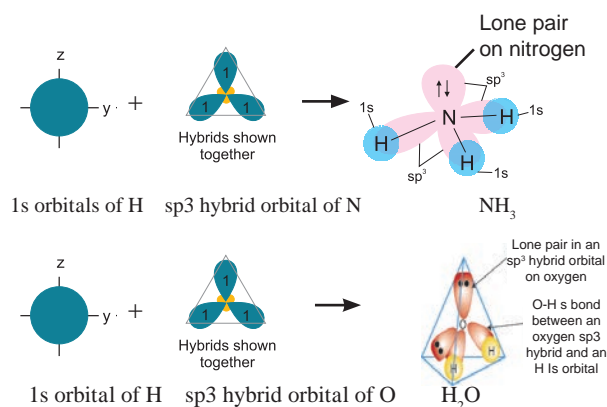 Lone pair
on nitrogen
z
y
+
1
1 1
Hybrids shown
together
sp³
1s
N
H
1s
H
H
sp³
1s
1s orbitals of H
sp3 hybrid orbital of N
NH₃
z
y
+
1
1 1
Hybrids shown
together
Lone pair in an
sp³ hybrid orbital
on oxygen
O-H s bond
between an
oxygen sp3
hybrid and an
H Is orbital
O
H
H
1s orbital of H
sp3 hybrid orbital of O
H₂O